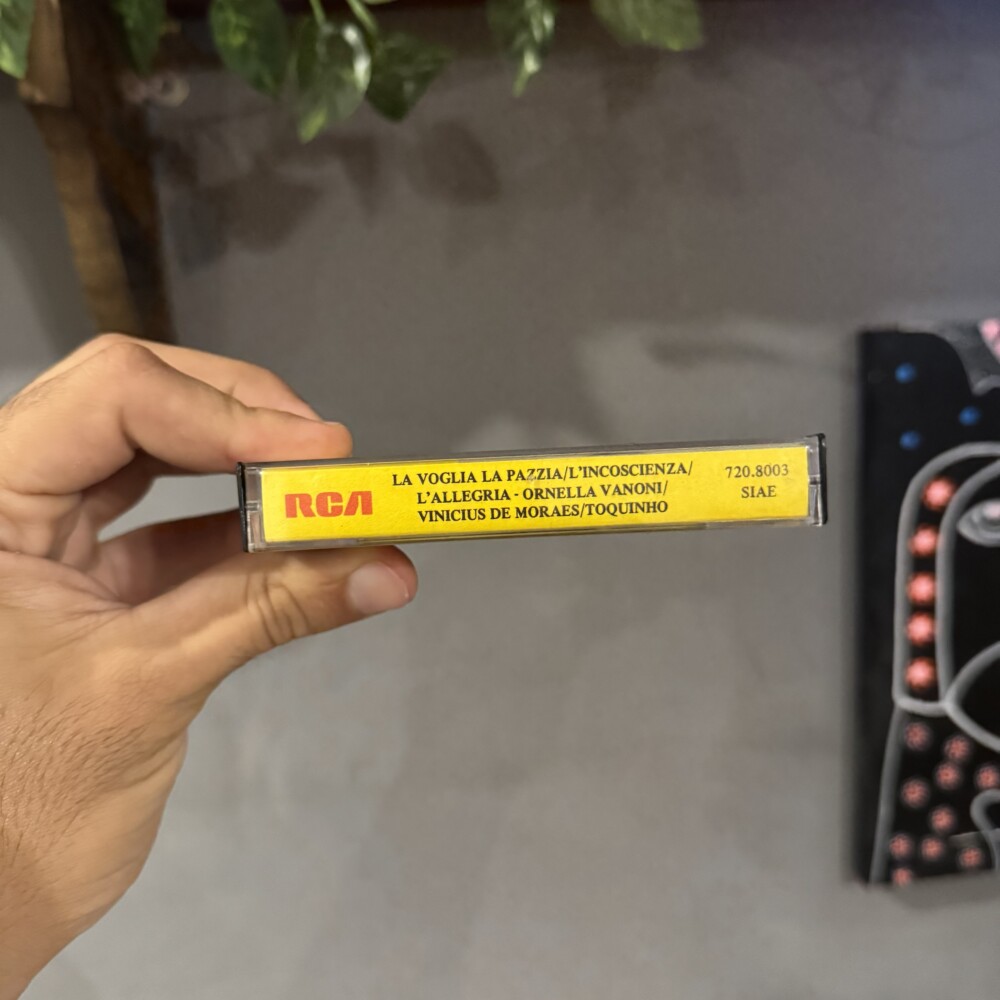 RCA
LA VOGLIA LA PAZZIA/L'INCOSCIENZA/
L'ALLEGRIA - ORNELLA VANONI/
VINICIUS DE MORAES/TOQUINHO
720.8003
SIAE